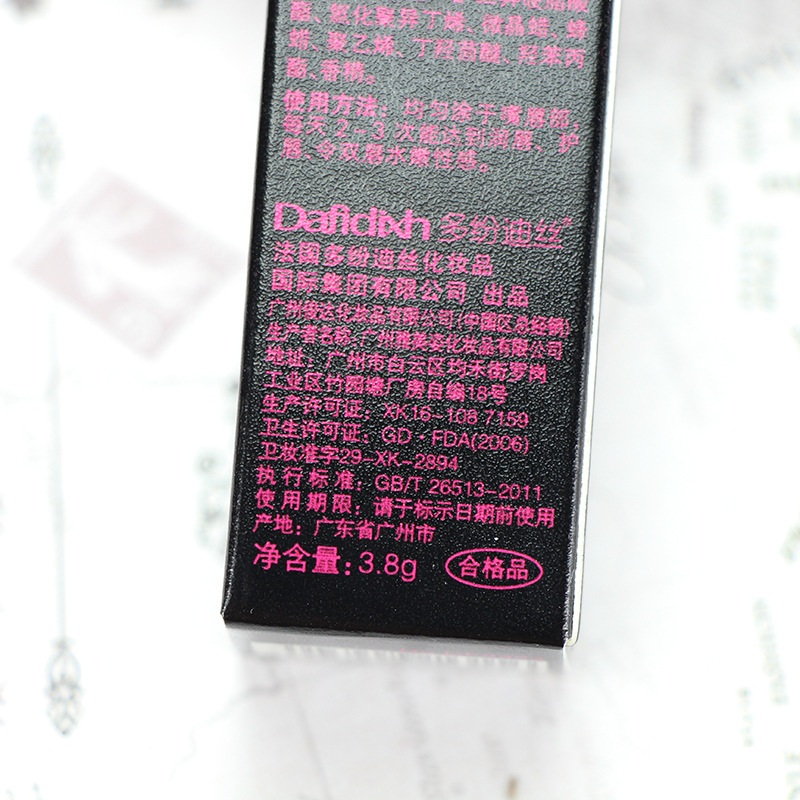 酯、氢化聚异丁烯、微晶蜡、蜂
蜡、聚乙烯、丁羟茴醚、羟苯丙
酯、香精。
使用方法：均匀涂于嘴唇部，
每天 2-3 次能达到润唇、护
唇、令双唇水嫩性感。
Dafidixh 多纷迪丝
法国多纷迪丝化妆品
国际集团有限公司 出品
广州 化妆品有限公司(中国区总经销)
生产者名称:广州雅美姿化妆品有限公司
地址：广州市白云区均禾街罗岗
工业区竹园塘厂房自编18号
生产许可证：XK16-108 7159
卫生许可证：GD·FDA(2006)
卫妆准字29-XK-2894
执行标准：GB/T 26513-2011
使用期限：请于标示日期前使用
产地：广东省广州市
净含量：3.8g 合格品